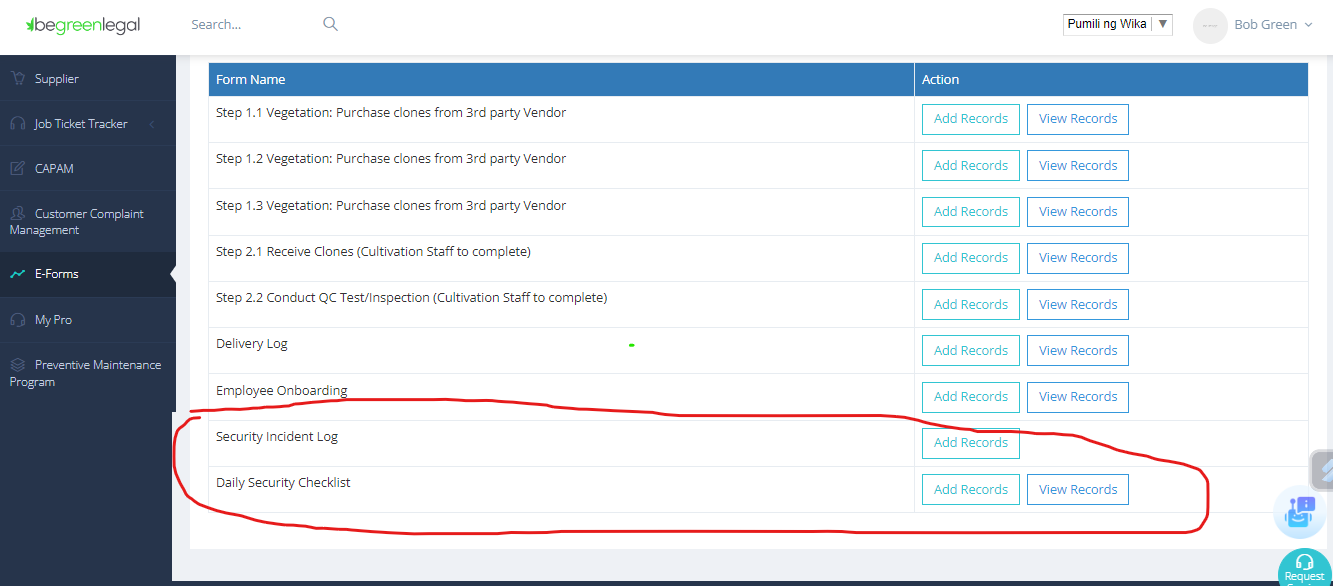 begreenlegal
Search...
Pumili ng Wika ▼
Bob Green
Supplier
Job Ticket Tracker
CAPAM
Customer Complaint
Management
E-Forms
My Pro
Preventive Maintenance
Program
Form Name Action
Step 1.1 Vegetation: Purchase clones from 3rd party Vendor Add Records View Records
Step 1.2 Vegetation: Purchase clones from 3rd party Vendor Add Records View Records
Step 1.3 Vegetation: Purchase clones from 3rd party Vendor Add Records View Records
Step 2.1 Receive Clones (Cultivation Staff to complete) Add Records View Records
Step 2.2 Conduct QC Test/Inspection (Cultivation Staff to complete) Add Records View Records
Delivery Log Add Records View Records
Employee Onboarding Add Records View Records
Security Incident Log Add Records
Daily Security Checklist Add Records View Records
Request